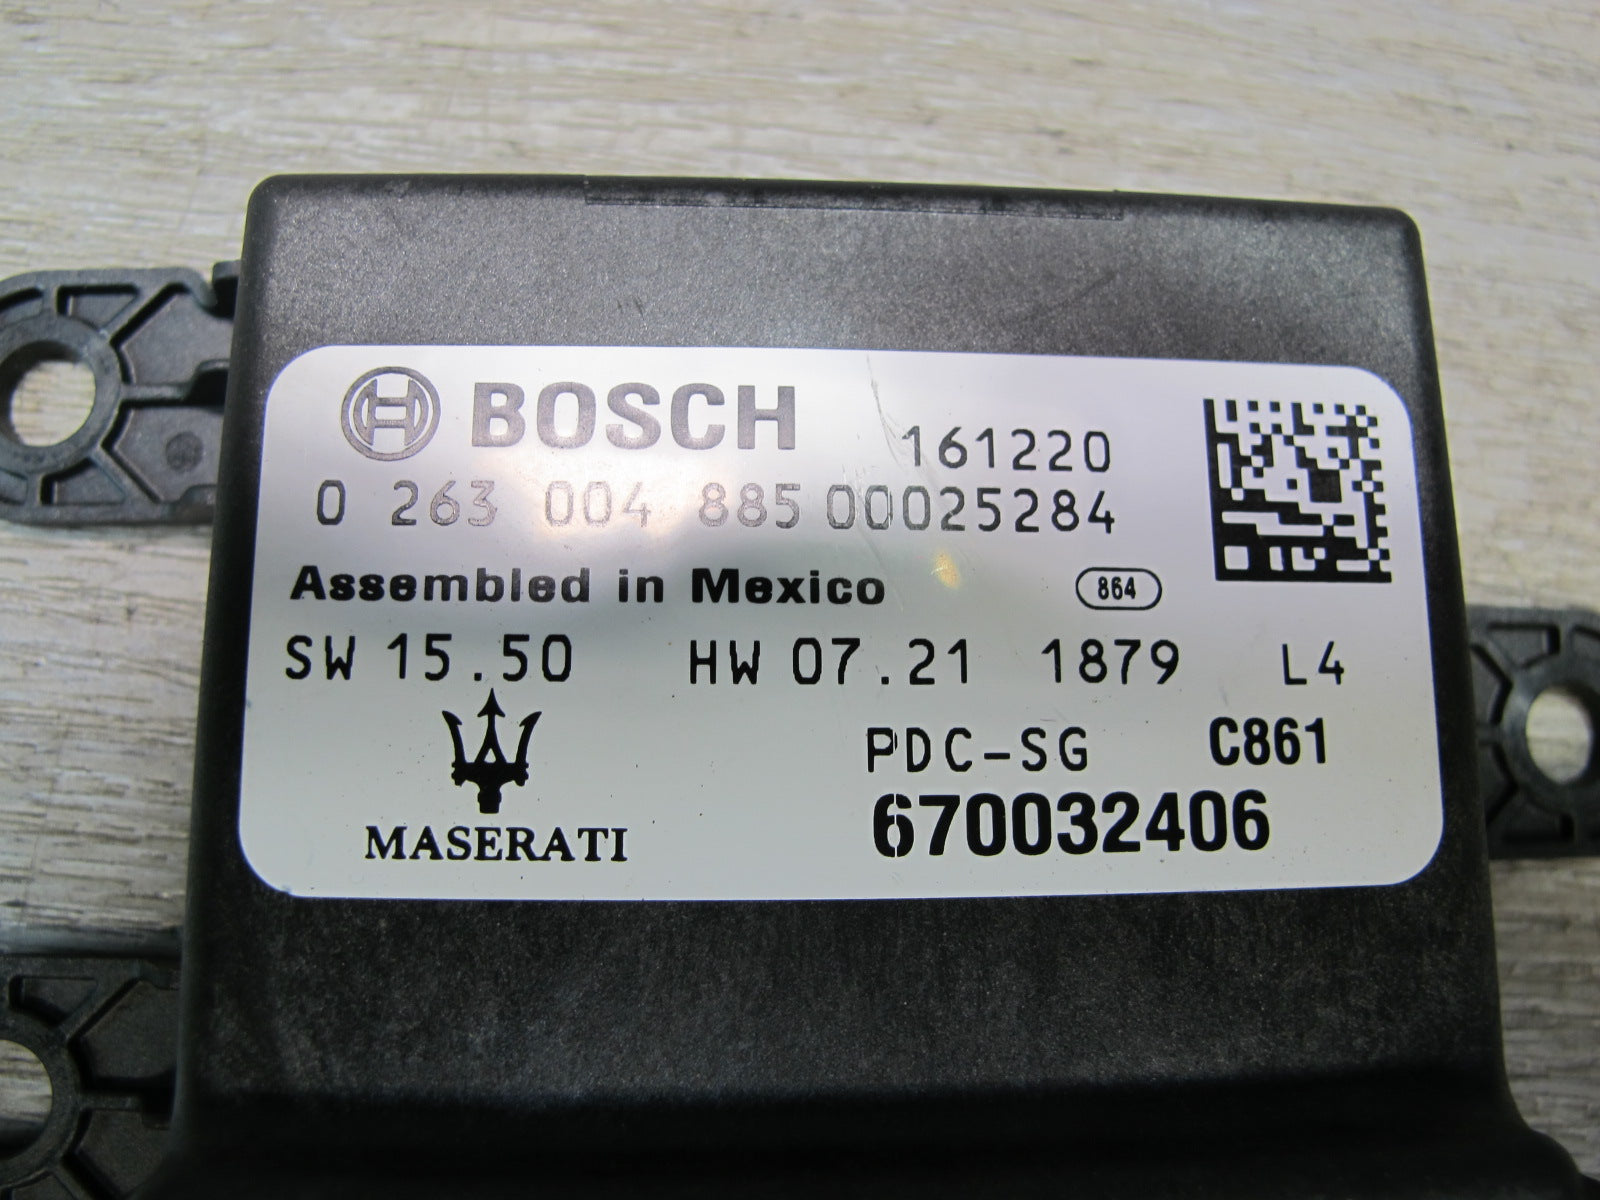 BOSCH 161220
0 263 004 885 00025284
Assembled in Mexico 864
SW 15.50 HW 07.21 1879 L4
PDC-SG C861
MASERATI 670032406